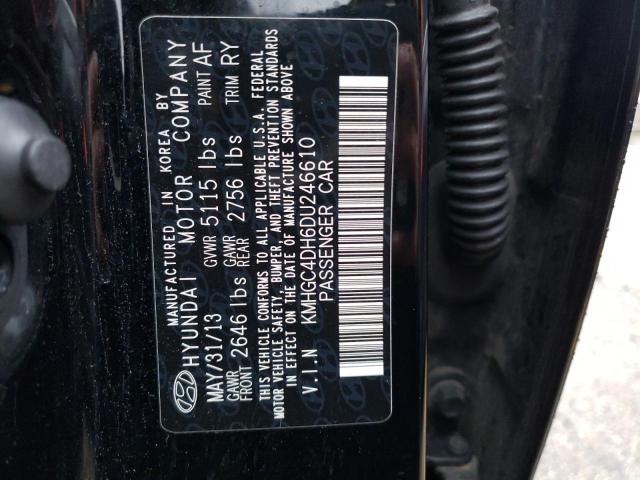 MANUFACTURED IN KOREA BY
HYUNDAI MOTOR COMPANY
MAY/31/13 GVWR 5115 lbs PAINT AF
GAWR FRONT 2646 lbs GAWR REAR 2756 lbs TRIM RY
THIS VEHICLE CONFORMS TO ALL APPLICABLE U.S.A. FEDERAL
MOTOR VEHICLE SAFETY, BUMPER, AND THEFT PREVENTION STANDARDS
IN EFFECT ON THE DATE OF MANUFACTURE SHOWN ABOVE
V.I.N KMHGC4DH6DU246610
PASSENGER CAR